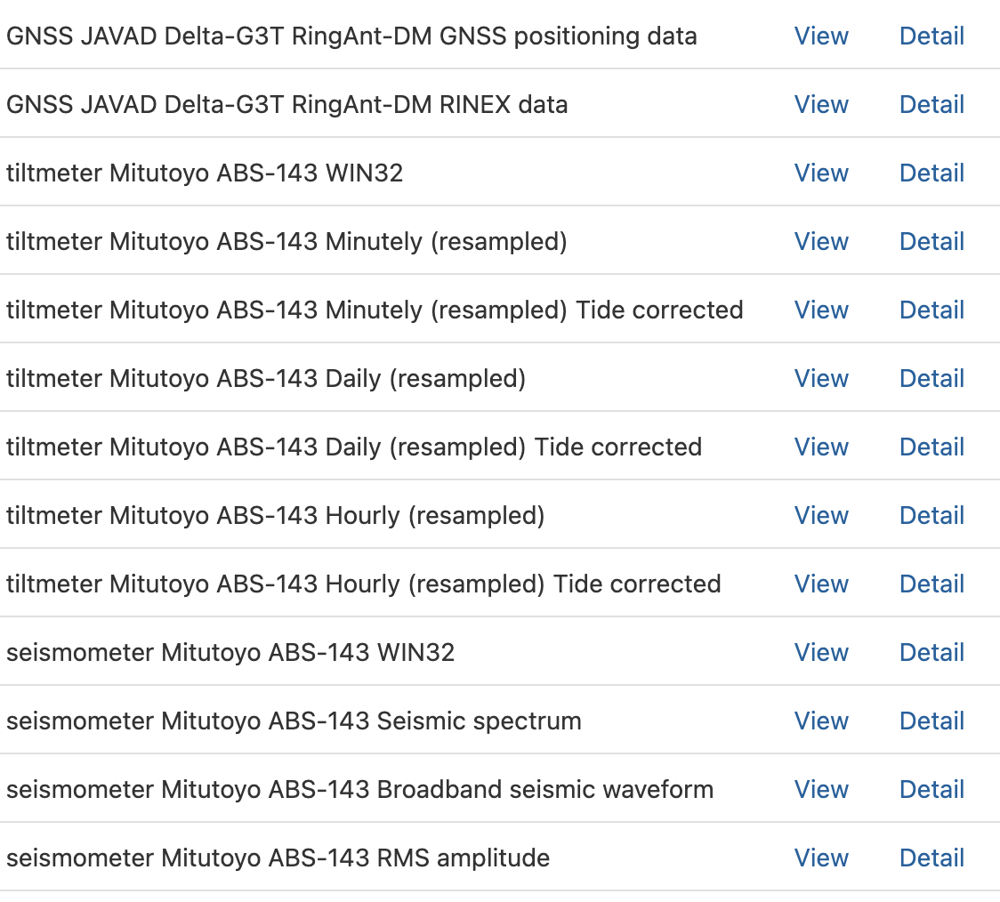 GNSS JAVAD Delta-G3T RingAnt-DM GNSS positioning data View Detail
GNSS JAVAD Delta-G3T RingAnt-DM RINEX data View Detail
tiltmeter Mitutoyo ABS-143 WIN32 View Detail
tiltmeter Mitutoyo ABS-143 Minutely (resampled) View Detail
tiltmeter Mitutoyo ABS-143 Minutely (resampled) Tide corrected View Detail
tiltmeter Mitutoyo ABS-143 Daily (resampled) View Detail
tiltmeter Mitutoyo ABS-143 Daily (resampled) Tide corrected View Detail
tiltmeter Mitutoyo ABS-143 Hourly (resampled) View Detail
tiltmeter Mitutoyo ABS-143 Hourly (resampled) Tide corrected View Detail
seismometer Mitutoyo ABS-143 WIN32 View Detail
seismometer Mitutoyo ABS-143 Seismic spectrum View Detail
seismometer Mitutoyo ABS-143 Broadband seismic waveform View Detail
seismometer Mitutoyo ABS-143 RMS amplitude View Detail